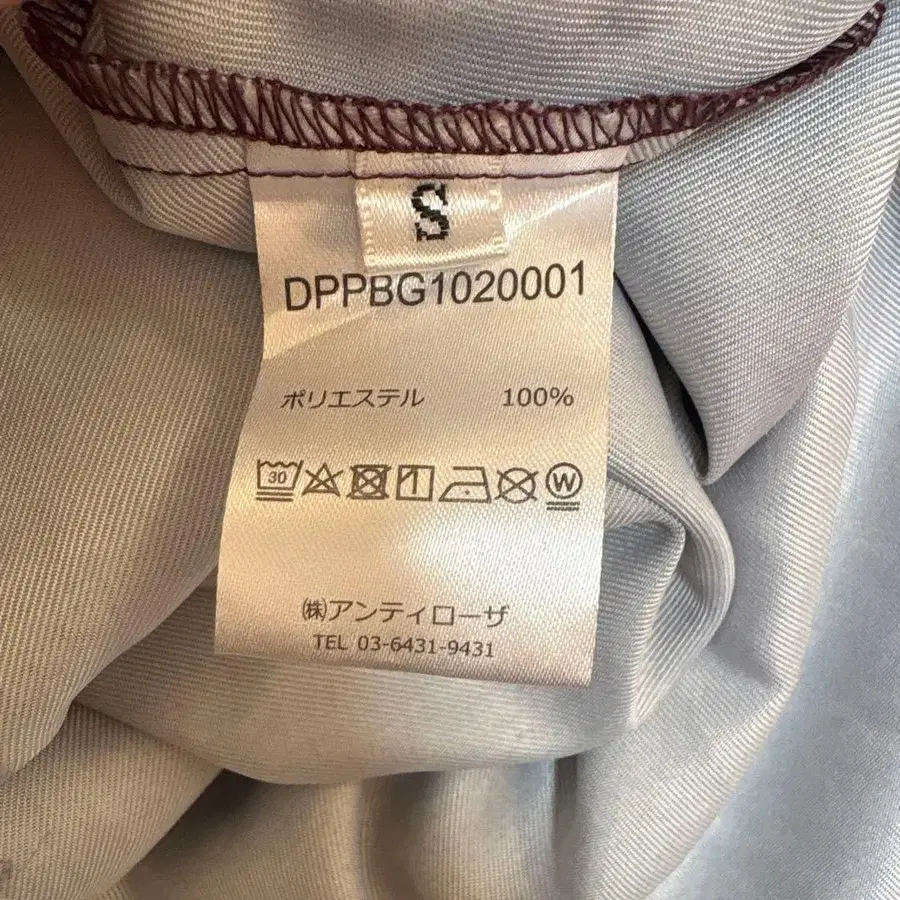 S
DPPBG1020001
ポリエステル 100%
30
W
㈱アンティローザ
TEL 03-6431-9431